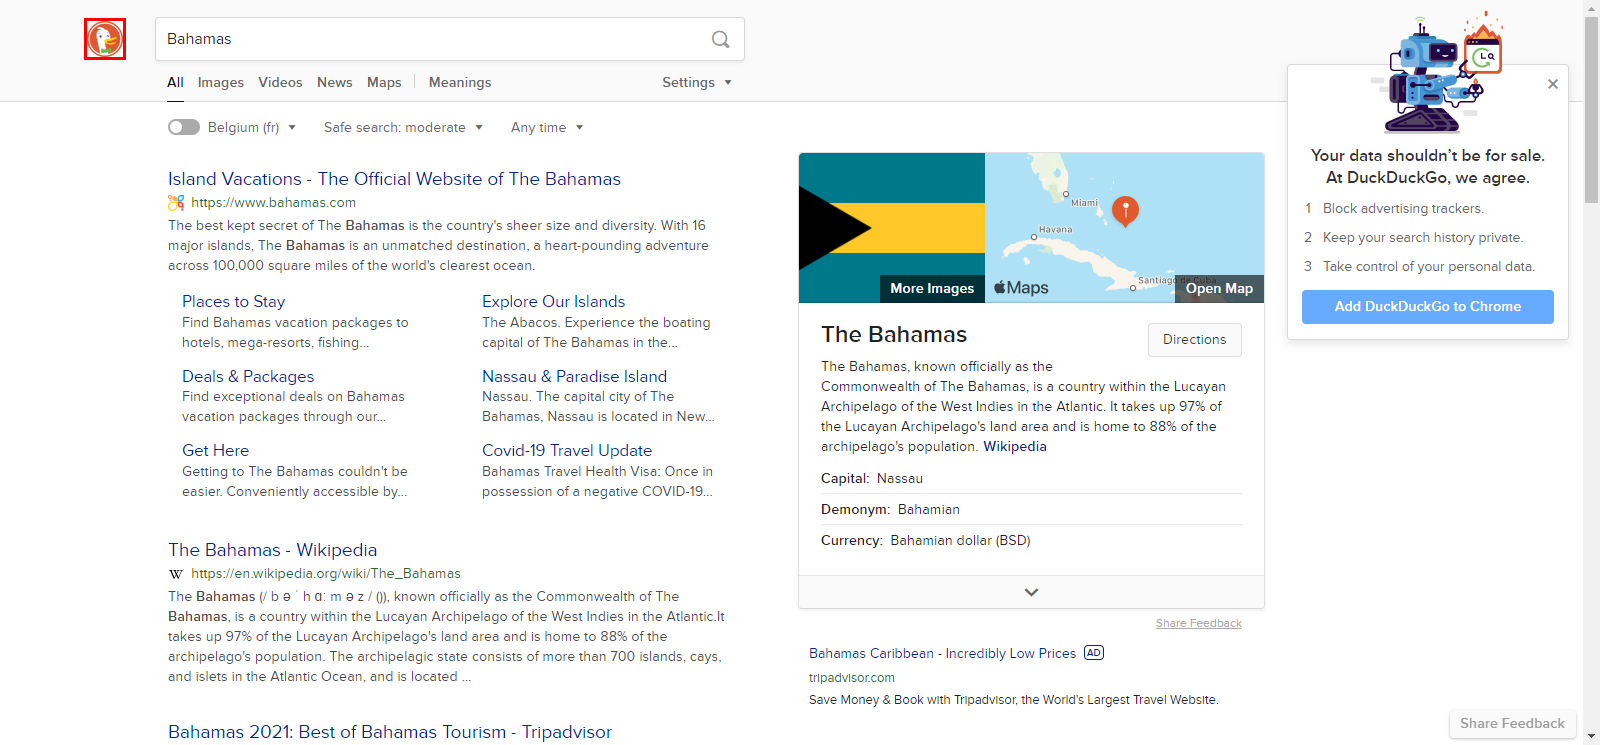 Bahamas
All Images Videos News Maps Meanings Settings
Belgium (fr) Safe search: moderate Any time
Island Vacations - The Official Website of The Bahamas
https://www.bahamas.com
The best kept secret of The Bahamas is the country's sheer size and diversity. With 16
major islands, The Bahamas is an unmatched destination, a heart-pounding adventure
across 100,000 square miles of the world's clearest ocean.
Places to Stay
Find Bahamas vacation packages to
hotels, mega-resorts, fishing...
Explore Our Islands
The Abacos. Experience the boating
capital of The Bahamas in the...
Deals & Packages
Find exceptional deals on Bahamas
vacation packages through our...
Nassau & Paradise Island
Nassau. The capital city of The
Bahamas, Nassau is located in New...
Get Here
Getting to The Bahamas couldn't be
easier. Conveniently accessible by...
Covid-19 Travel Update
Bahamas Travel Health Visa: Once in
possession of a negative COVID-19...
The Bahamas - Wikipedia
W https://en.wikipedia.org/wiki/The_Bahamas
The Bahamas (/ b ə ˈ h ɑː m ə z / ()), known officially as the Commonwealth of The
Bahamas, is a country within the Lucayan Archipelago of the West Indies in the Atlantic.It
takes up 97% of the Lucayan Archipelago's land area and is home to 88% of the
archipelago's population. The archipelagic state consists of more than 700 islands, cays,
and islets in the Atlantic Ocean, and is located ...
Bahamas 2021: Best of Bahamas Tourism - Tripadvisor
More Images
Miami
Havana
Santiago de Cuba
Maps
Open Map
The Bahamas
Directions
The Bahamas, known officially as the
Commonwealth of The Bahamas, is a country within the Lucayan
Archipelago of the West Indies in the Atlantic. It takes up 97% of
the Lucayan Archipelago's land area and is home to 88% of the
archipelago's population. Wikipedia
Capital: Nassau
Demonym: Bahamian
Currency: Bahamian dollar (BSD)
Share Feedback
Bahamas Caribbean - Incredibly Low Prices AD
tripadvisor.com
Save Money & Book with Tripadvisor, the World's Largest Travel Website.
Your data shouldn't be for sale.
At DuckDuckGo, we agree.
1 Block advertising trackers.
2 Keep your search history private.
3 Take control of your personal data.
Add DuckDuckGo to Chrome
Share Feedback